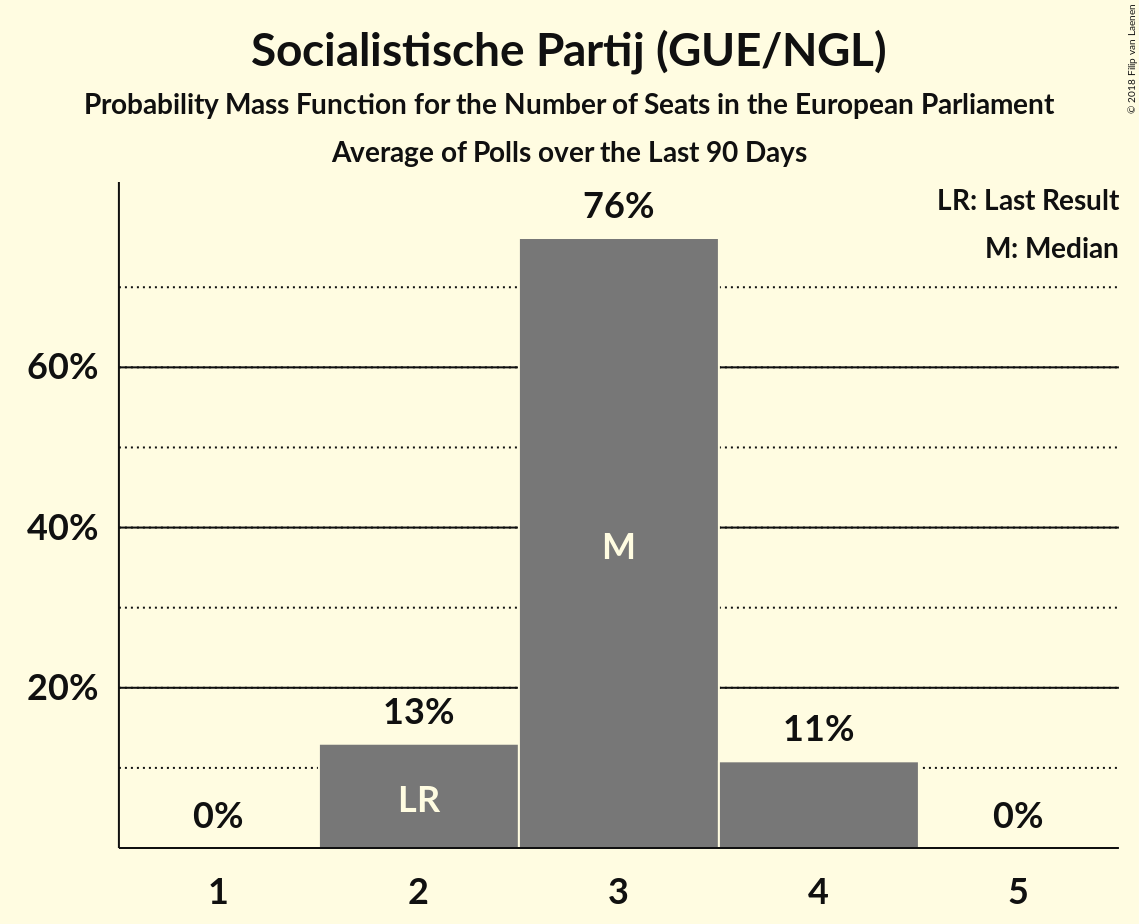 Socialistische Partij (GUE/NGL)
Probability Mass Function for the Number of Seats in the European Parliament
Average of Polls over the Last 90 Days
© 2018 Filip van Laenen
LR: Last Result
M: Median
76%
60%
40%
20%
M
13%
LR
11%
0%
0%
1
2
3
4
5